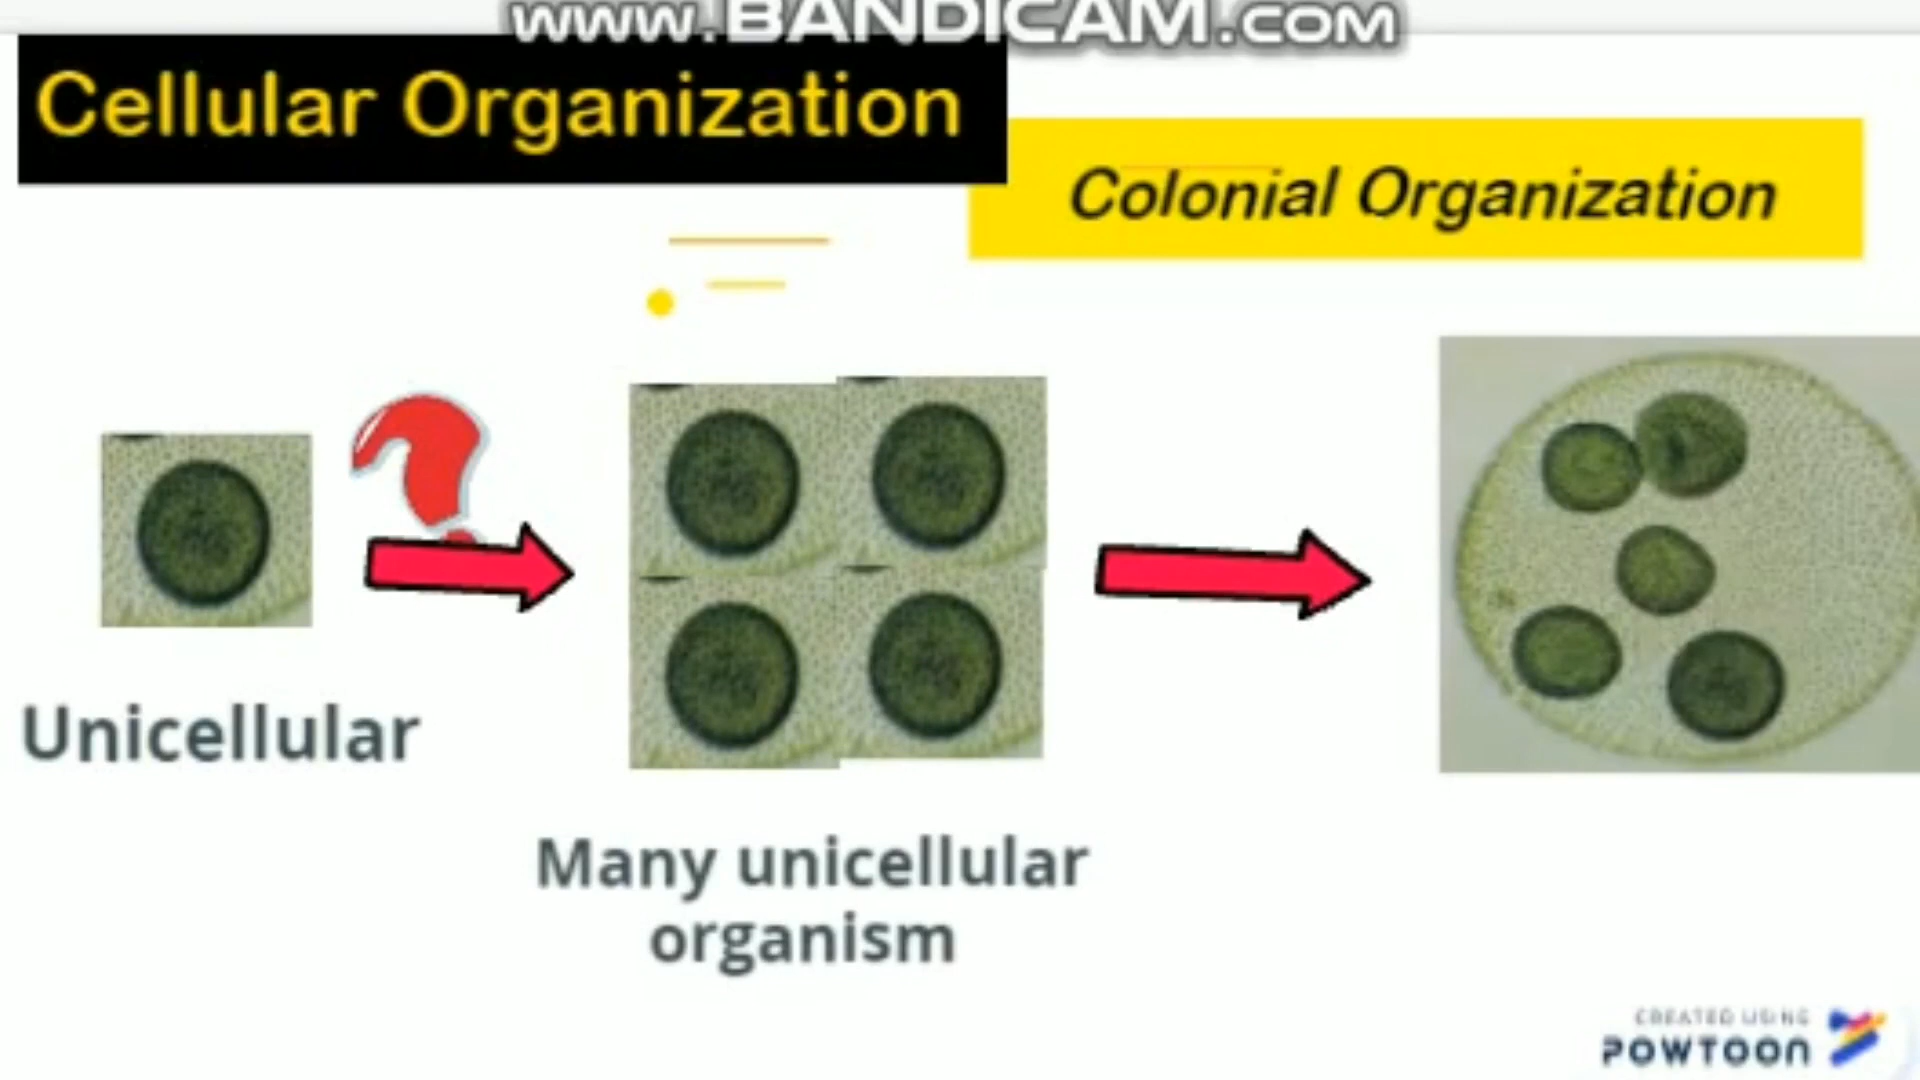 www.BANDICAM.COM
Cellular Organization
Colonial Organization
Unicellular
Many unicellular
organism
CREATED USING
POWTOON